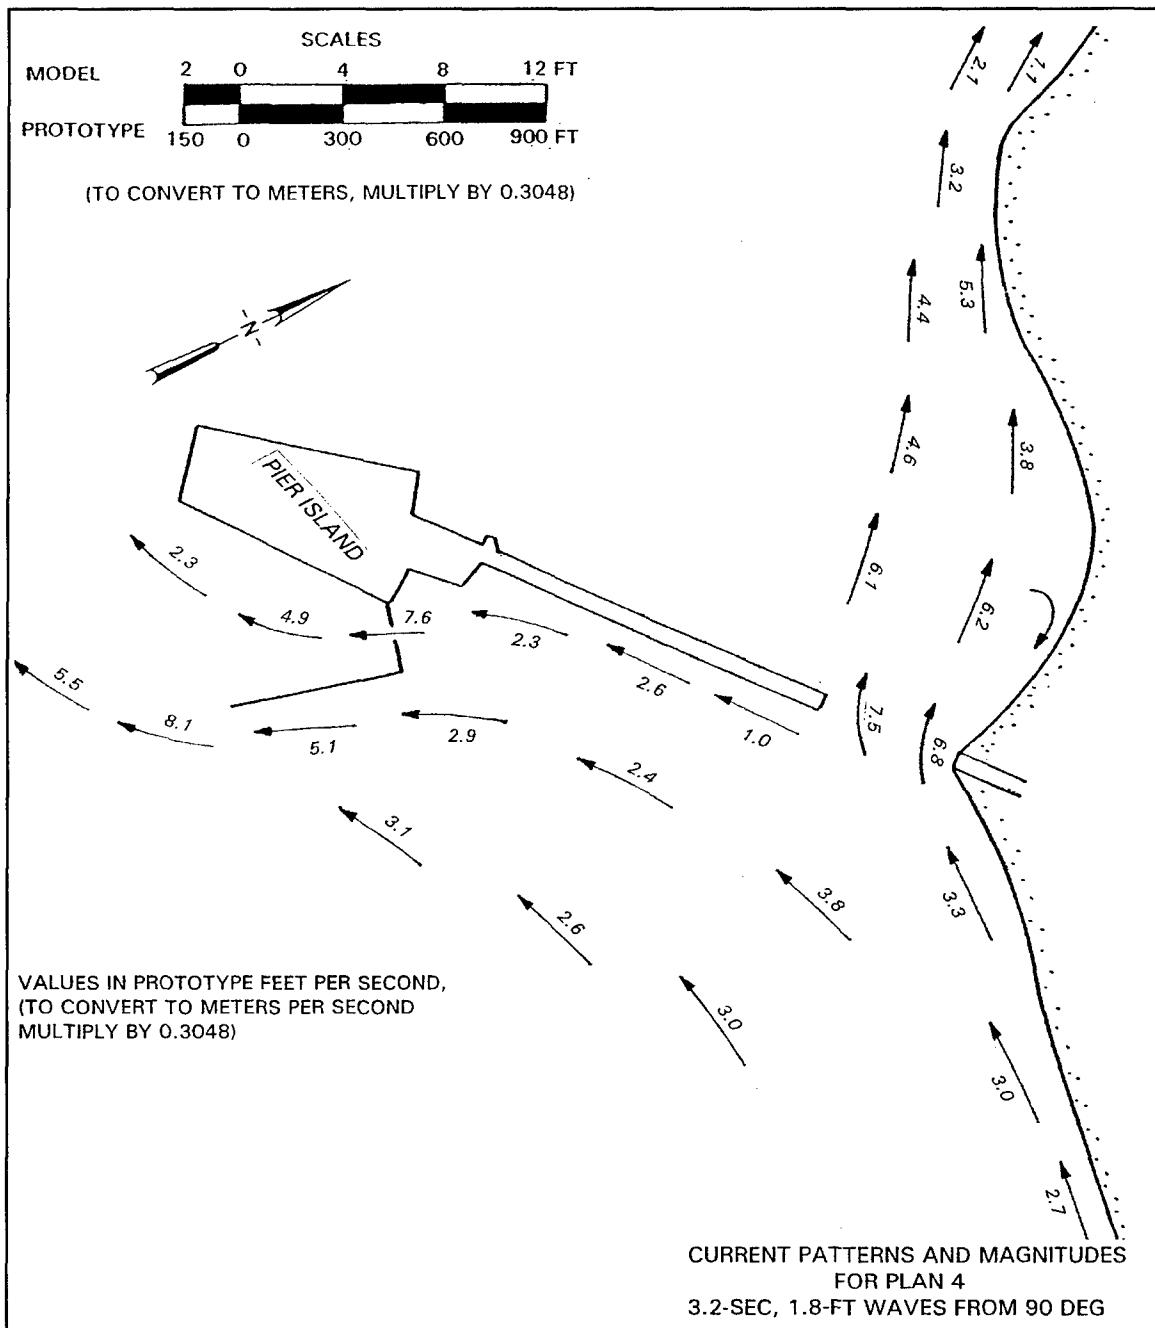 SCALES
MODEL
2 0 4 8 12 FT
PROTOTYPE
150 0 300 600 900 FT
(TO CONVERT TO METERS, MULTIPLY BY 0.3048)
-N-
PIER ISLAND
2.1
1.1
3.2
5.3
4.4
4.6
3.8
6.1
6.2
7.5
6.8
2.3
4.9
7.6
2.3
2.6
1.0
5.5
8.1
5.1
2.9
2.4
3.1
2.6
3.8
3.3
3.0
3.0
2.7
VALUES IN PROTOTYPE FEET PER SECOND,
(TO CONVERT TO METERS PER SECOND
MULTIPLY BY 0.3048)
CURRENT PATTERNS AND MAGNITUDES
FOR PLAN 4
3.2-SEC, 1.8-FT WAVES FROM 90 DEG